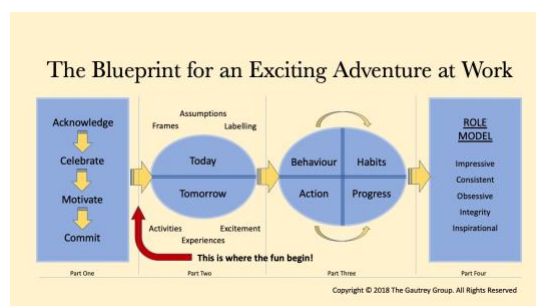 The Blueprint for an Exciting Adventure at Work
Acknowledge
Celebrate
Motivate
Commit
Assumptions
Frames
Labelling
Today
Tomorrow
Activities
Excitement
Experiences
This is where the fun begin!
Behaviour
Habits
Action
Progress
ROLE
MODEL
Impressive
Consistent
Obsessive
Integrity
Inspirational
Part One
Part Two
Part Three
Part Four
Copyright © 2018 The Gautrey Group. All Rights Reserved